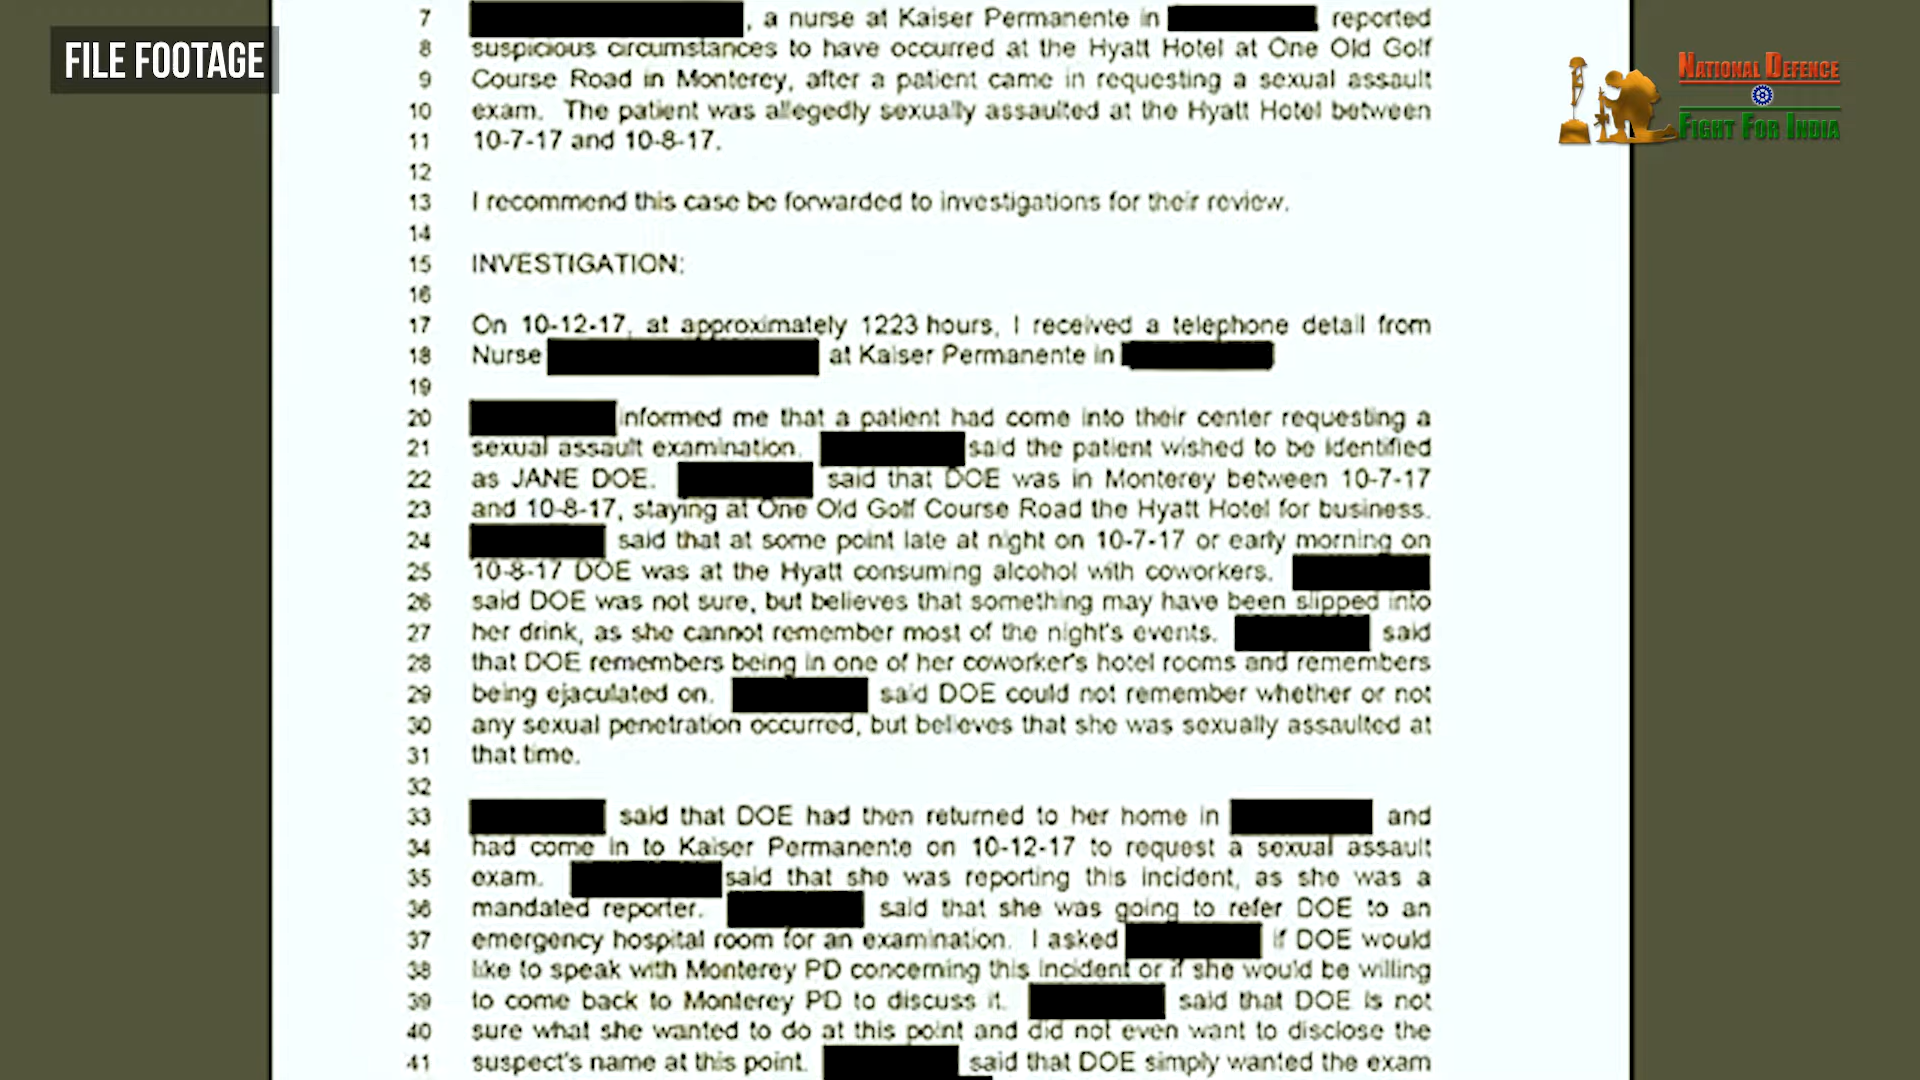 FILE FOOTAGE
NATIONAL DEFENCE
FIGHT FOR INDIA
7 , a nurse at Kaiser Permanente in reported
8 suspicious circumstances to have occurred at the Hyatt Hotel at One Old Golf
9 Course Road in Monterey, after a patient came in requesting a sexual assault
10 exam. The patient was allegedly sexually assaulted at the Hyatt Hotel between
11 10-7-17 and 10-8-17.
12
13 I recommend this case be forwarded to investigations for their review.
14
15 INVESTIGATION:
16
17 On 10-12-17, at approximately 1223 hours, I received a telephone detail from
18 Nurse at Kaiser Permanente in
19
20 informed me that a patient had come into their center requesting a
21 sexual assault examination. said the patient wished to be identified
22 as JANE DOE. said that DOE was in Monterey between 10-7-17
23 and 10-8-17, staying at One Old Golf Course Road the Hyatt Hotel for business.
24 said that at some point late at night on 10-7-17 or early morning on
25 10-8-17 DOE was at the Hyatt consuming alcohol with coworkers.
26 said DOE was not sure, but believes that something may have been slipped into
27 her drink, as she cannot remember most of the night's events. said
28 that DOE remembers being in one of her coworker's hotel rooms and remembers
29 being ejaculated on. said DOE could not remember whether or not
30 any sexual penetration occurred, but believes that she was sexually assaulted at
31 that time.
32
33 said that DOE had then returned to her home in and
34 had come in to Kaiser Permanente on 10-12-17 to request a sexual assault
35 exam. said that she was reporting this incident, as she was a
36 mandated reporter. said that she was going to refer DOE to an
37 emergency hospital room for an examination. I asked if DOE would
38 like to speak with Monterey PD concerning this incident or if she would be willing
39 to come back to Monterey PD to discuss it. said that DOE is not
40 sure what she wanted to do at this point and did not even want to disclose the
41 suspect's name at this point. said that DOE simply wanted the exam